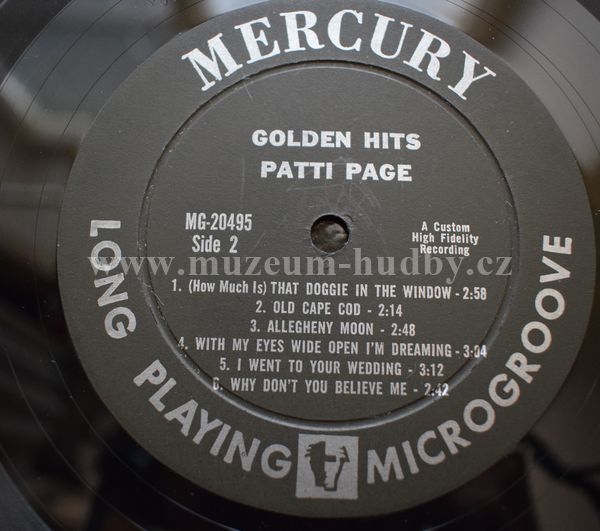 MERCURY
GOLDEN HITS
PATTI PAGE
MG-20495
Side 2
A Custom
High Fidelity
Recording
www.muzeum-hudby.cz
1. (How Much Is) THAT DOGGIE IN THE WINDOW - 2:58
2. OLD CAPE COD - 2:14
3. ALLEGHENY MOON - 2:48
4. WITH MY EYES WIDE OPEN I'M DREAMING - 3:04
5. I WENT TO YOUR WEDDING - 3:12
6. WHY DON'T YOU BELIEVE ME - 2:42
LONG PLAYING MICROGROOVE